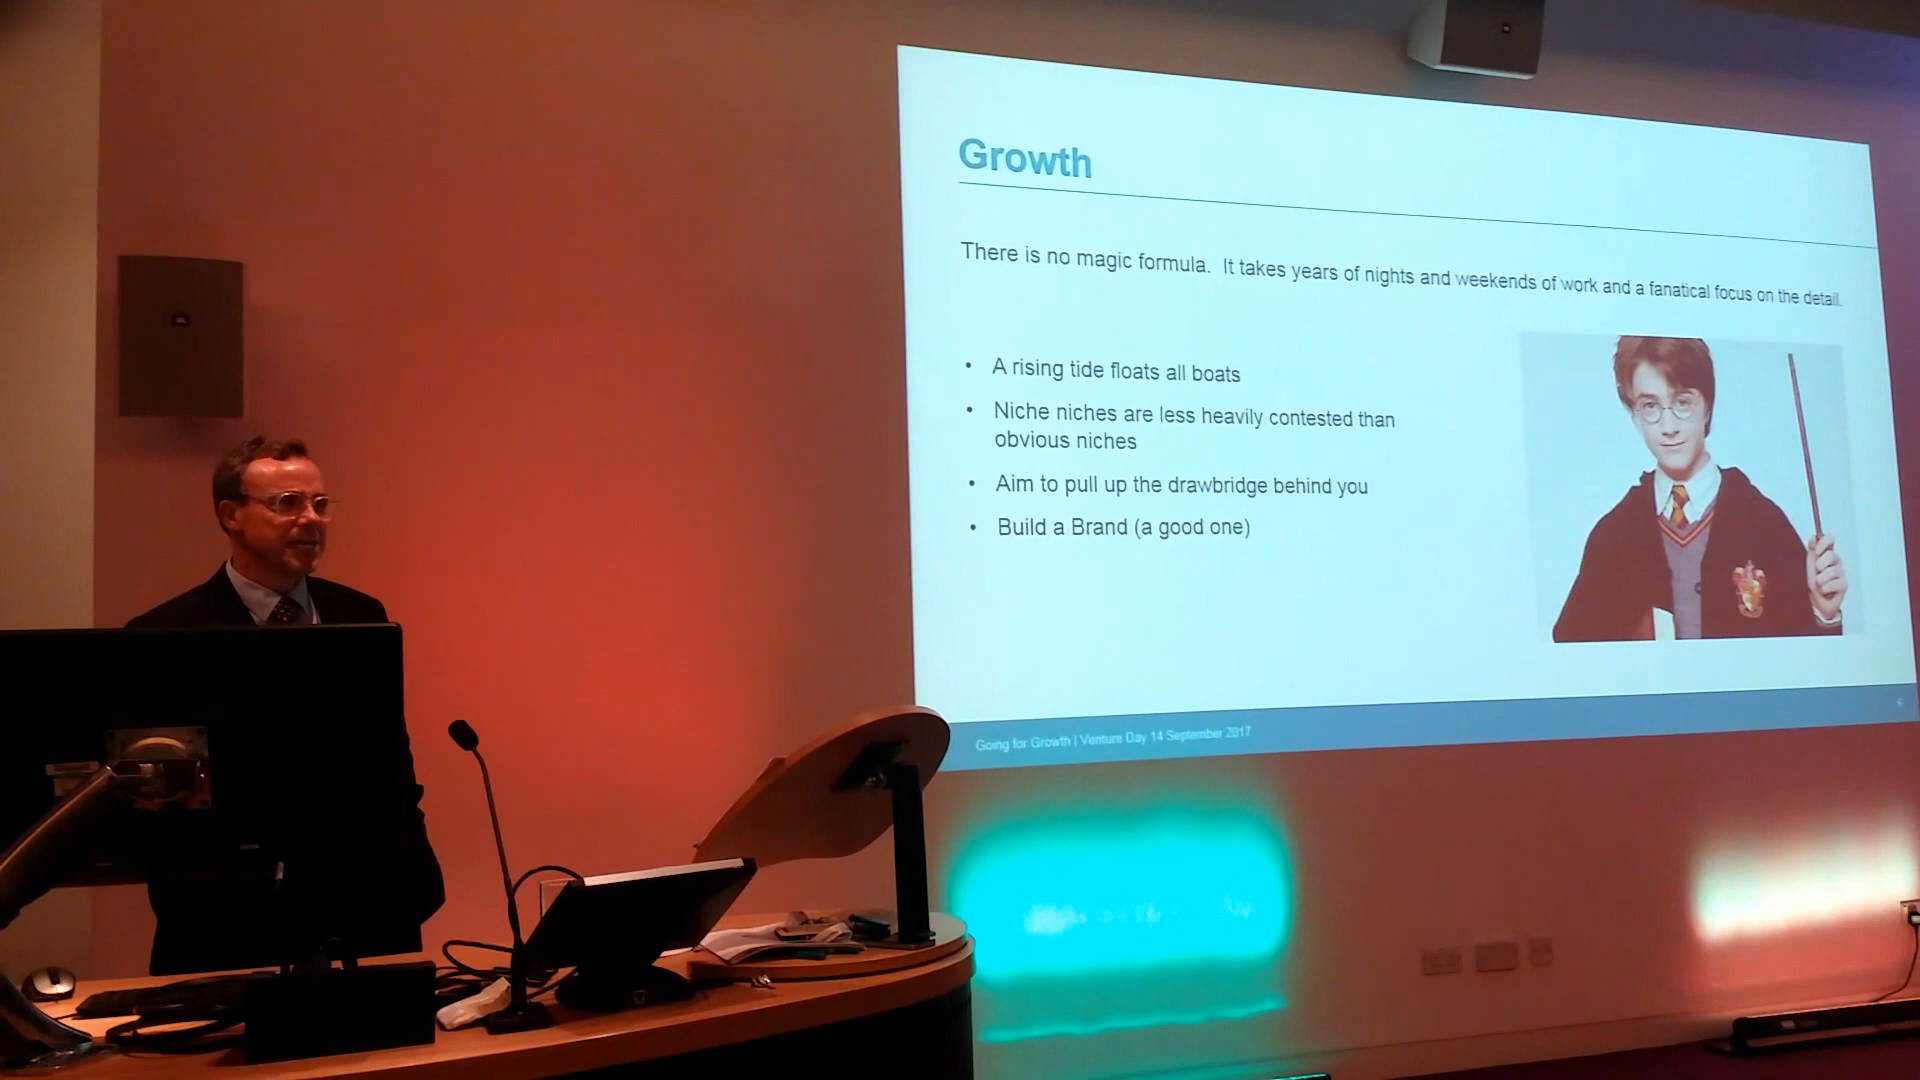 Growth
There is no magic formula. It takes years of nights and weekends of work and a fanatical focus on the detail.
• A rising tide floats all boats
• Niche niches are less heavily contested than
obvious niches
• Aim to pull up the drawbridge behind you
• Build a Brand (a good one)
Going for Growth | Venture Day 14 September 2017